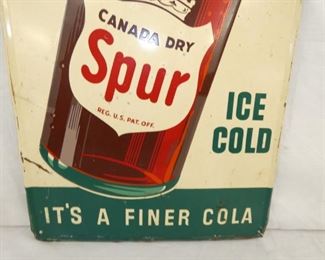 CANADA DRY
Spur
REG. U.S. PAT. OFF.
ICE
COLD
IT'S A FINER COLA